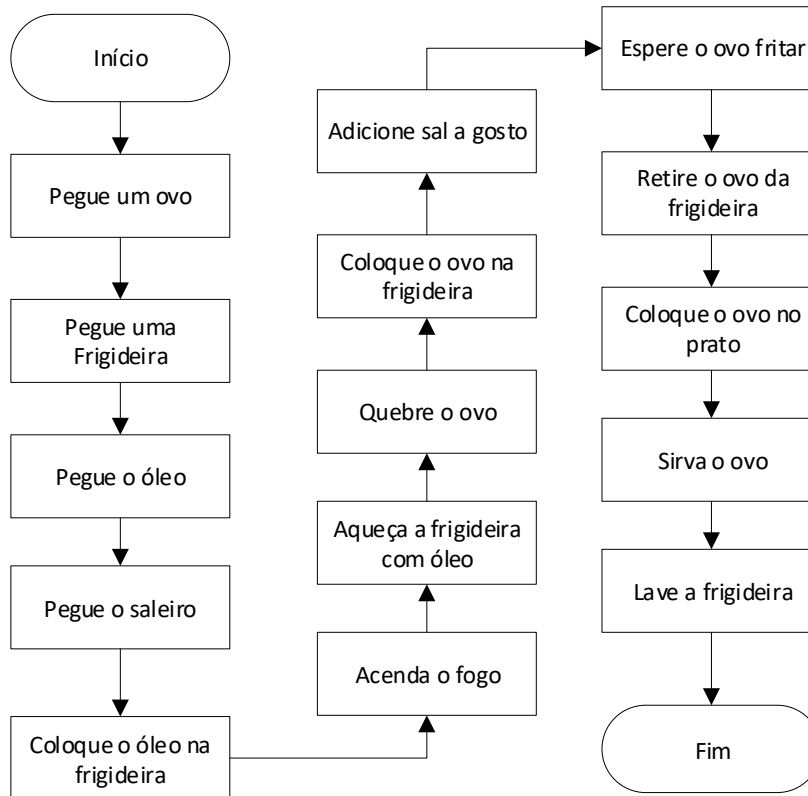 Início
Pegue um ovo
Pegue uma
Frigideira
Pegue o óleo
Pegue o saleiro
Coloque o óleo na
frigideira
Acenda o fogo
Aqueça a frigideira
com óleo
Quebre o ovo
Coloque o ovo na
frigideira
Adicione sal a gosto
Espere o ovo fritar
Retire o ovo da
frigideira
Coloque o ovo no
prato
Sirva o ovo
Lave a frigideira
Fim